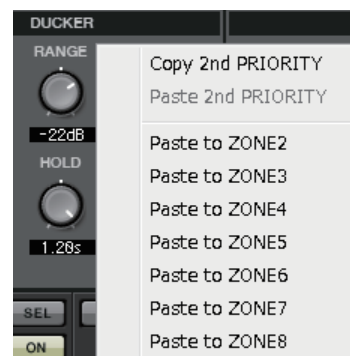 DUCKER
RANGE
-22dB
HOLD
1.20s
SEL
ON
Copy 2nd PRIORITY
Paste 2nd PRIORITY
Paste to ZONE2
Paste to ZONE3
Paste to ZONE4
Paste to ZONE5
Paste to ZONE6
Paste to ZONE7
Paste to ZONE8